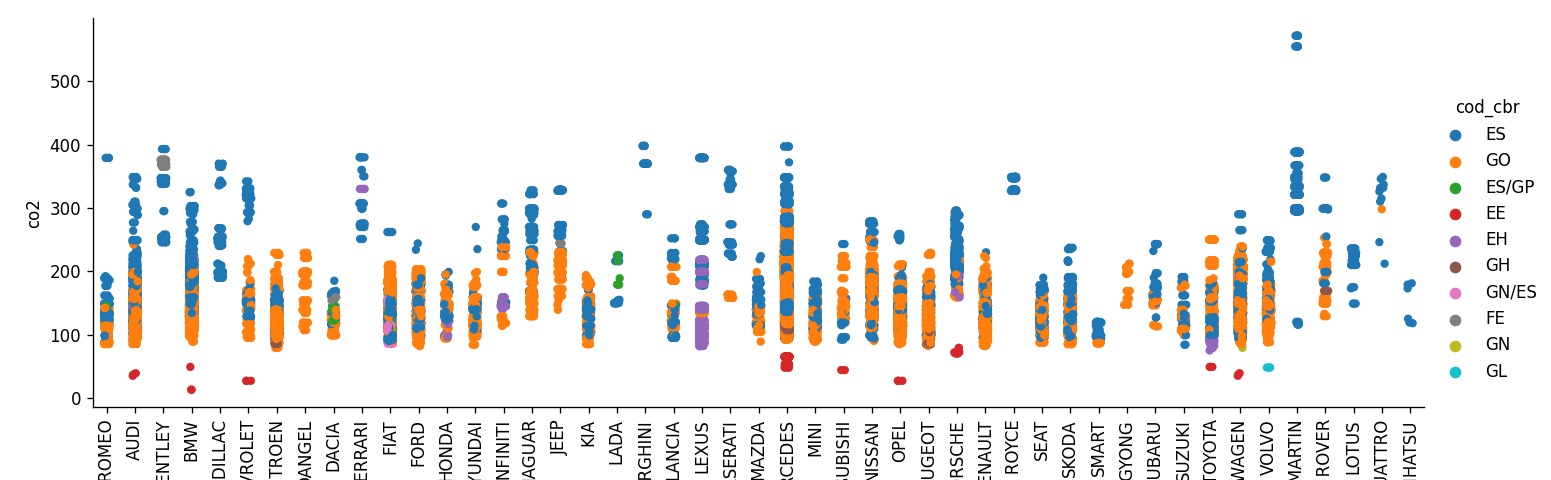 co2
500
400
300
200
100
0
ROMEO
AUDI
ENTLEY
BMW
DILLAC
VROLET
TROEN
DANGEL
DACIA
ERRARI
FIAT
FORD
HONDA
YUNDAI
NFINITI
AGUAR
JEEP
KIA
LADA
RGHINI
LANCIA
LEXUS
SERATI
MAZDA
RCEDES
MINI
UBISHI
NISSAN
OPEL
UGEOT
RSCHE
ENAULT
ROYCE
SEAT
SKODA
SMART
GYONG
UBARU
SUZUKI
TOYOTA
WAGEN
VOLVO
MARTIN
ROVER
LOTUS
UATTRO
HATSU
cod_cbr
ES
GO
ES/GP
EE
EH
GH
GN/ES
FE
GN
GL